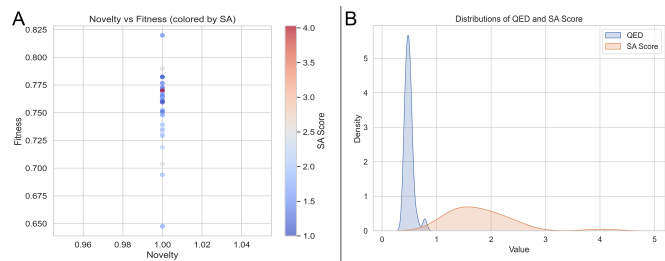 A
Novelty vs Fitness (colored by SA)
Fitness
0.825
0.800
0.775
0.750
0.725
0.700
0.675
0.650
0.96
0.98
1.00
1.02
1.04
Novelty
4.0
3.5
3.0
2.5
2.0
1.5
1.0
SA Score
B
Distributions of QED and SA Score
QED
SA Score
Density
5
4
3
2
1
0
0
1
2
3
4
5
Value